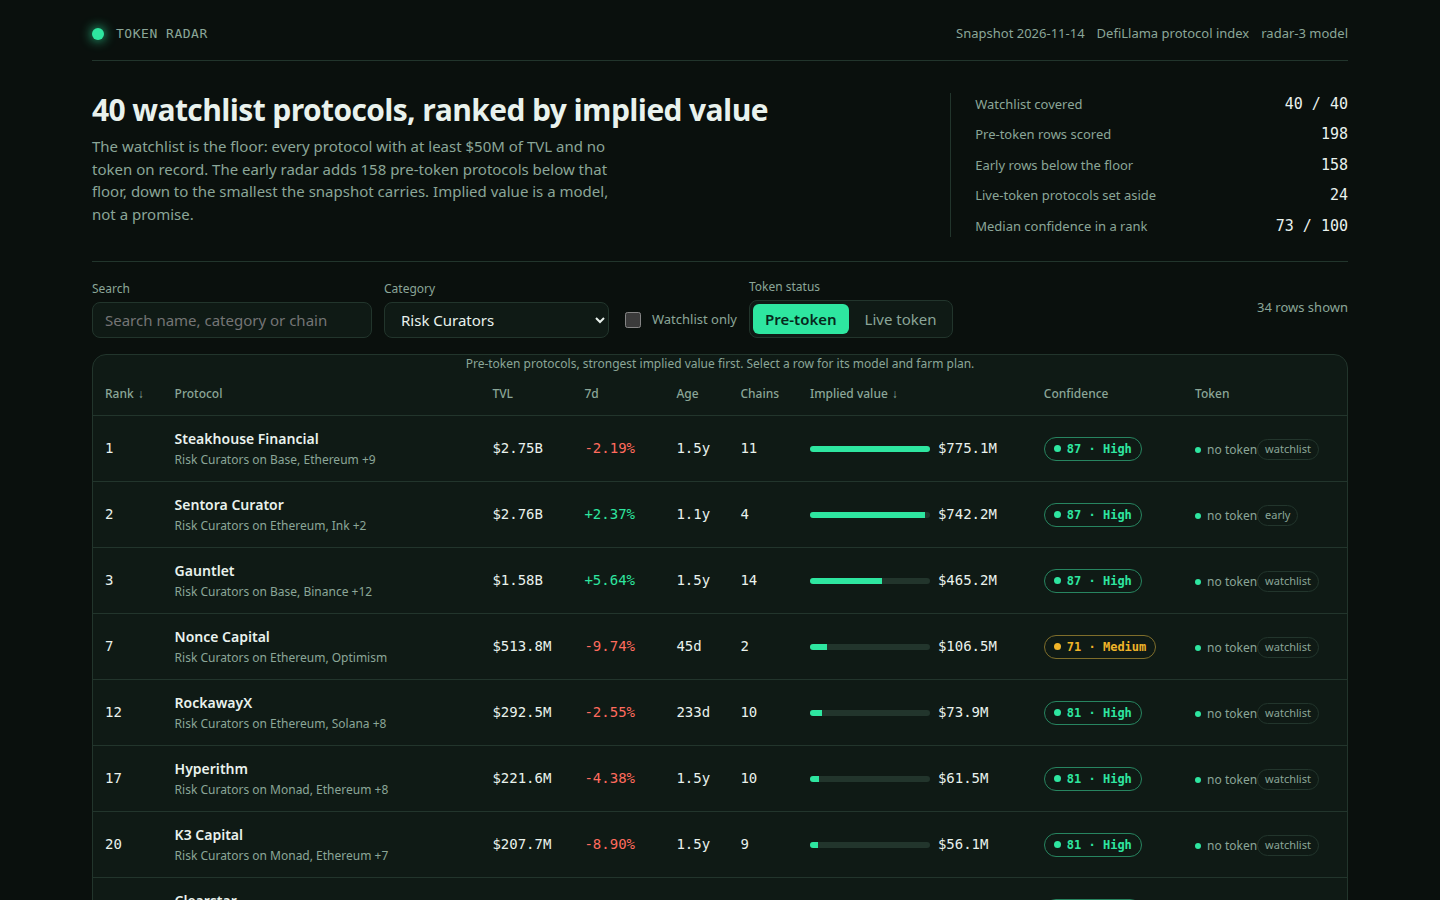 TOKEN RADAR
Snapshot 2026-11-14 DefiLlama protocol index radar-3 model
40 watchlist protocols, ranked by implied value
The watchlist is the floor: every protocol with at least $50M of TVL and no
token on record. The early radar adds 158 pre-token protocols below that
floor, down to the smallest the snapshot carries. Implied value is a model,
not a promise.
Watchlist covered 40 / 40
Pre-token rows scored 198
Early rows below the floor 158
Live-token protocols set aside 24
Median confidence in a rank 73 / 100
Search
Category
Token status
Search name, category or chain
Risk Curators
Watchlist only
Pre-token Live token
34 rows shown
Pre-token protocols, strongest implied value first. Select a row for its model and farm plan.
Rank ↓ Protocol TVL 7d Age Chains Implied value ↓ Confidence Token
1 Steakhouse Financial $2.75B -2.19% 1.5y 11 $775.1M 87 · High no token watchlist
Risk Curators on Base, Ethereum +9
2 Sentora Curator $2.76B +2.37% 1.1y 4 $742.2M 87 · High no token early
Risk Curators on Ethereum, Ink +2
3 Gauntlet $1.58B +5.64% 1.5y 14 $465.2M 87 · High no token watchlist
Risk Curators on Base, Binance +12
7 Nonce Capital $513.8M -9.74% 45d 2 $106.5M 71 · Medium no token watchlist
Risk Curators on Ethereum, Optimism
12 RockawayX $292.5M -2.55% 233d 10 $73.9M 81 · High no token watchlist
Risk Curators on Ethereum, Solana +8
17 Hyperithm $221.6M -4.38% 1.5y 10 $61.5M 81 · High no token watchlist
Risk Curators on Monad, Ethereum +8
20 K3 Capital $207.7M -8.90% 1.5y 9 $56.1M 81 · High no token watchlist
Risk Curators on Monad, Ethereum +7